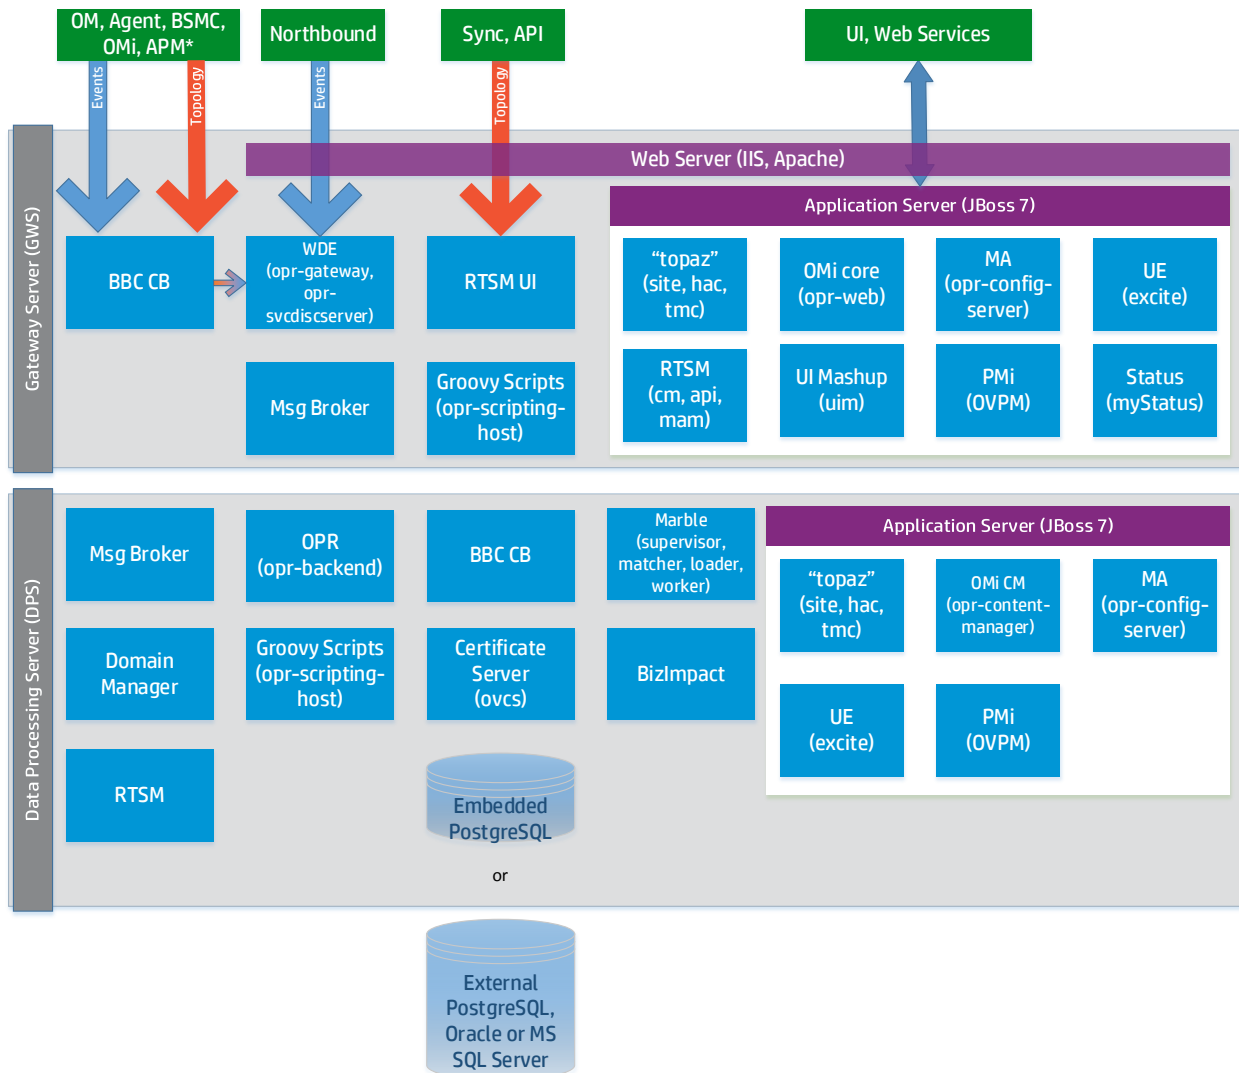 OM, Agent, BSMC,
OMi, APM*
Northbound
Sync, API
UI, Web Services
Events
Topology
Events
Topology
Gateway Server (GWS)
Web Server (IIS, Apache)
Application Server (JBoss 7)
BBC CB
WDE
(opr-gateway,
opr-
svcdiscserver)
RTSM UI
“topaz”
(site, hac,
tmc)
OMi core
(opr-web)
MA
(opr-config-
server)
UE
(excite)
Msg Broker
Groovy Scripts
(opr-scripting-
host)
RTSM
(cm, api,
mam)
UI Mashup
(uim)
PMi
(OVPM)
Status
(myStatus)
Data Processing Server (DPS)
Msg Broker
OPR
(opr-backend)
BBC CB
Marble
(supervisor,
matcher, loader,
worker)
Application Server (JBoss 7)
“topaz”
(site, hac,
tmc)
OMi CM
(opr-content-
manager)
MA
(opr-config-
server)
Domain
Manager
Groovy Scripts
(opr-scripting-
host)
Certificate
Server
(ovcs)
BizImpact
UE
(excite)
PMi
(OVPM)
RTSM
Embedded
PostgreSQL
or
External
PostgreSQL,
Oracle or MS
SQL Server